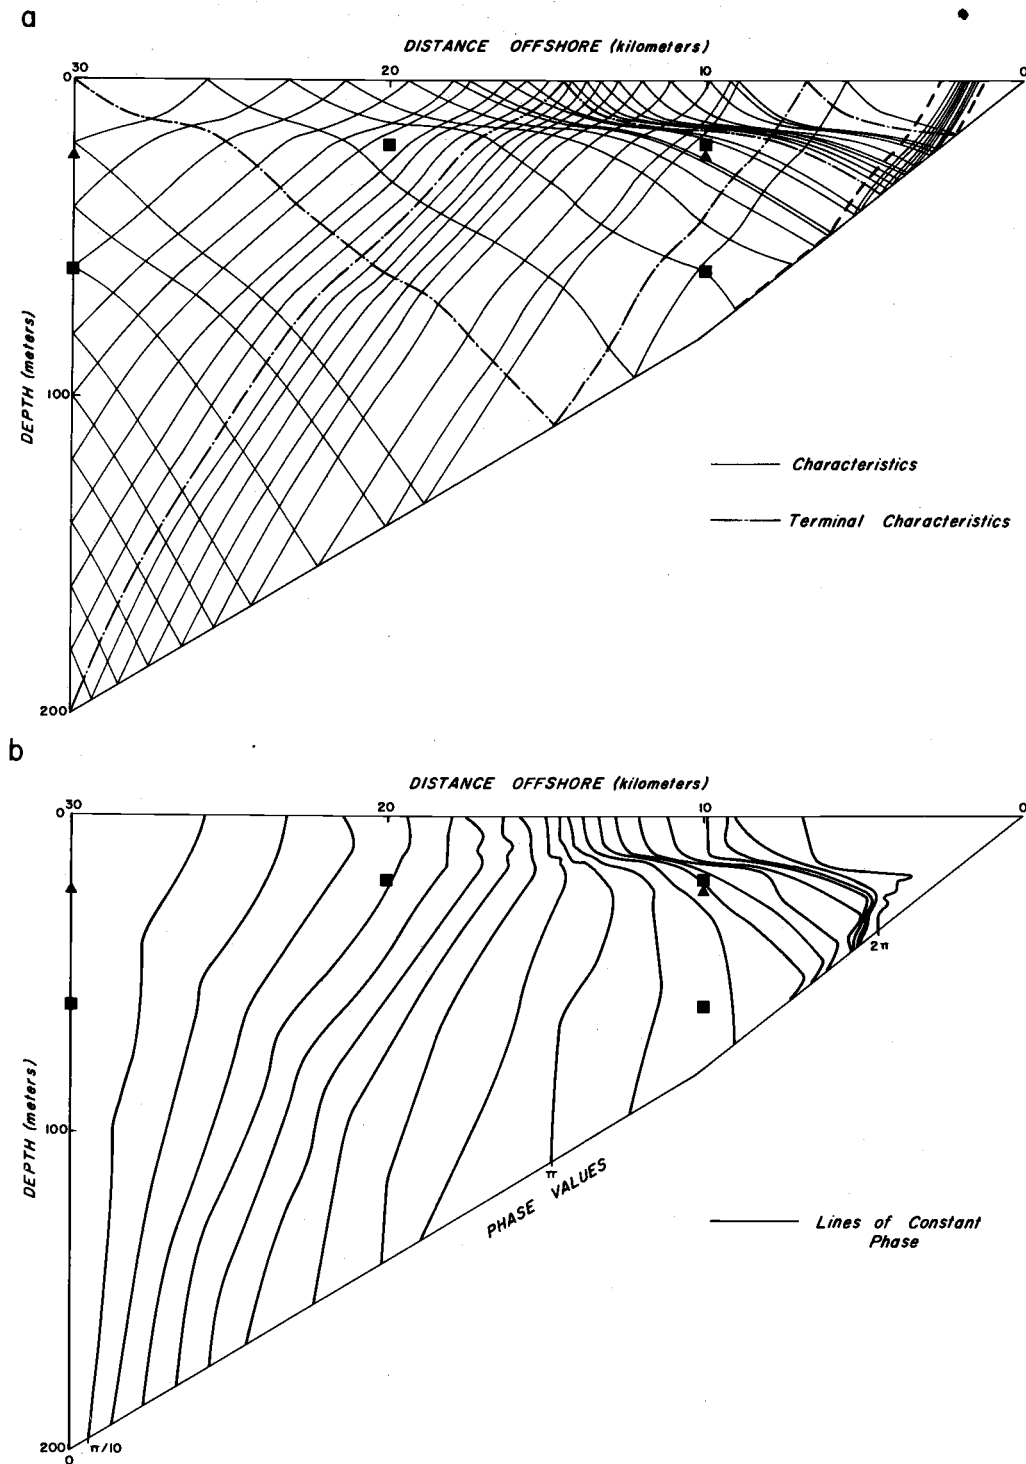 a
DISTANCE OFFSHORE (kilometers)
0 30 20 10 0
DEPTH (meters)
100
200
Characteristics
Terminal Characteristics
b
DISTANCE OFFSHORE (kilometers)
0 30 20 10 0
2π
DEPTH (meters)
100
π
PHASE VALUES
Lines of Constant
Phase
200
π/10
0